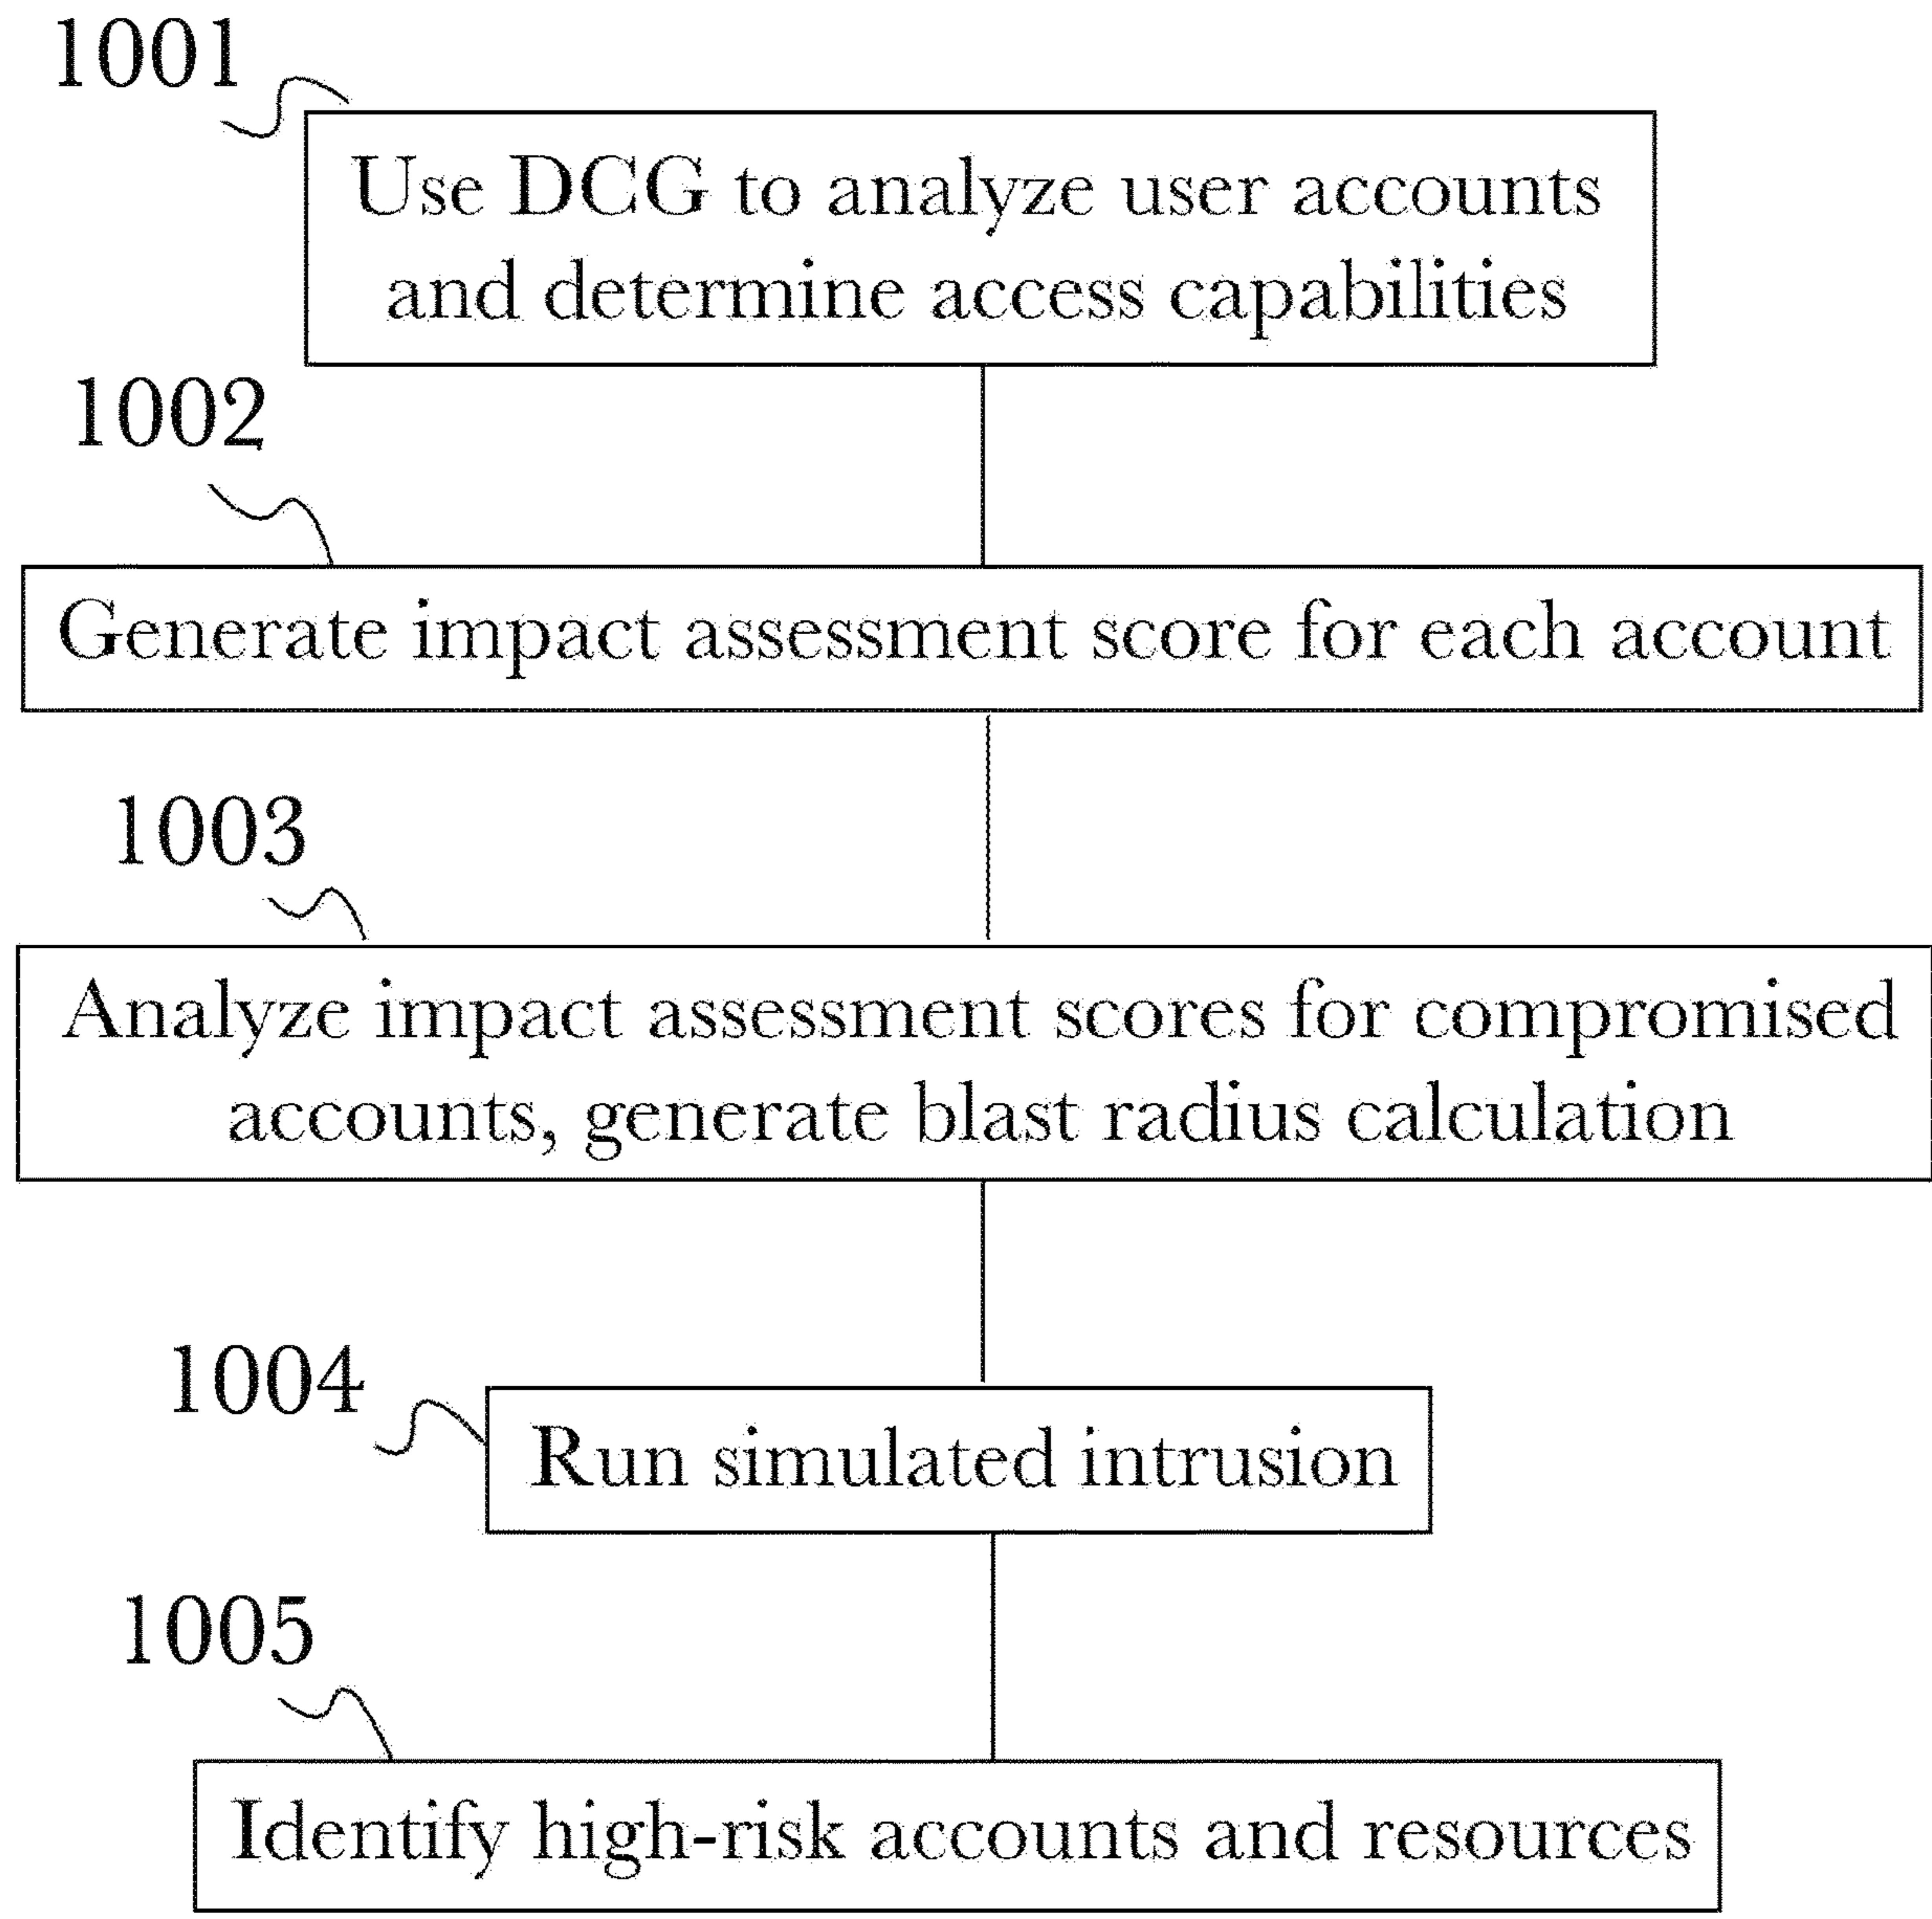 1001
Use DCG to analyze user accounts
and determine access capabilities
1002
Generate impact assessment score for each account
1003
Analyze impact assessment scores for compromised
accounts, generate blast radius calculation
1004
Run simulated intrusion
1005
Identify high-risk accounts and resources